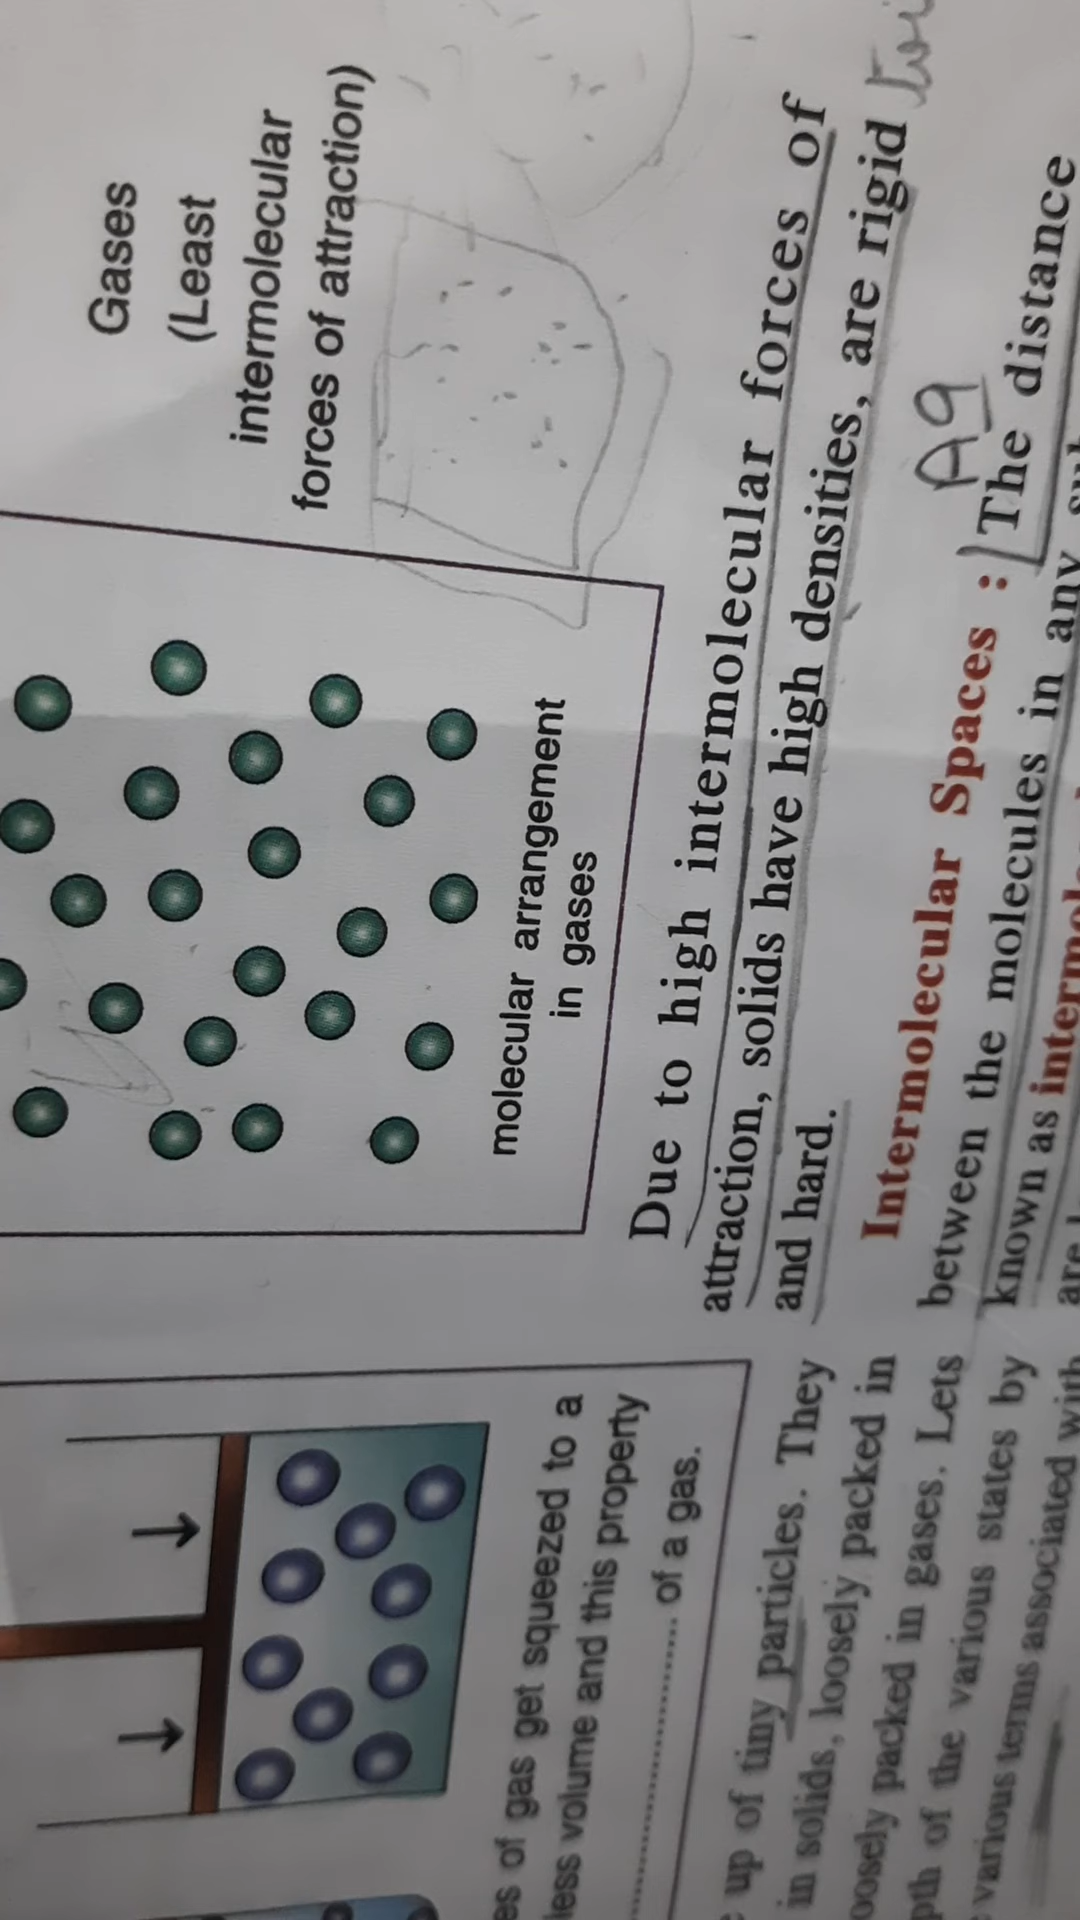 Gases
(Least
intermolecular
forces of attraction)
molecular arrangement
in gases
Due to high intermolecular forces of
attraction, solids have high densities, are rigid
and hard.
A9
Intermolecular Spaces : The distance
between the molecules in any
known as
of gas get squeezed to a
less volume and this property
.............. of a gas.
up of tiny particles. They
in solids, loosely packed in
packed in gases. Lets
of the various states by
various terms associated with